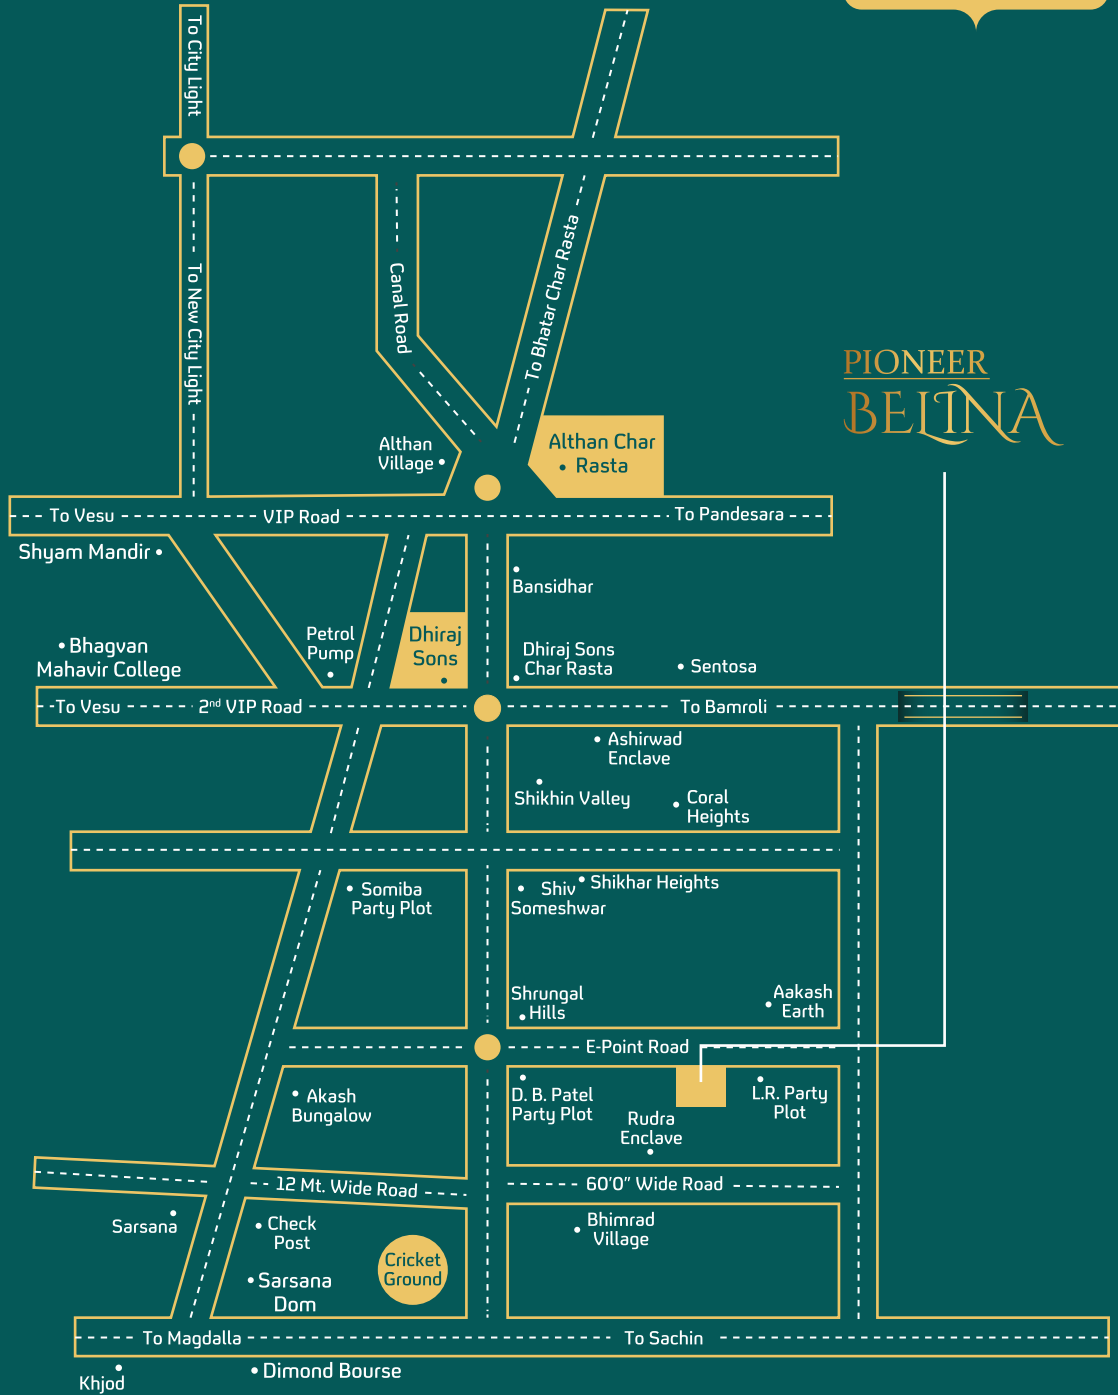 To City Light
To New City Light
Canal Road
To Bhatar Char Rasta
PIONEER
BELINA
Althan
Village
Althan Char
Rasta
To Vesu
VIP Road
To Pandesara
Shyam Mandir
Bansidhar
Petrol
Pump
Dhiraj
Sons
Dhiraj Sons
Char Rasta
Sentosa
Bhagvan
Mahavir College
To Vesu
2nd VIP Road
To Bamroli
Ashirwad
Enclave
Shikhin Valley
Coral
Heights
Somiba
Party Plot
Shiv
Someshwar
Shikhar Heights
Shrungal
Hills
Aakash
Earth
E-Point Road
Akash
Bungalow
D. B. Patel
Party Plot
Rudra
Enclave
L.R. Party
Plot
12 Mt. Wide Road
60'0" Wide Road
Sarsana
Check
Post
Bhimrad
Village
Cricket
Ground
Sarsana
Dom
To Magdalla
To Sachin
Khjod
Dimond Bourse